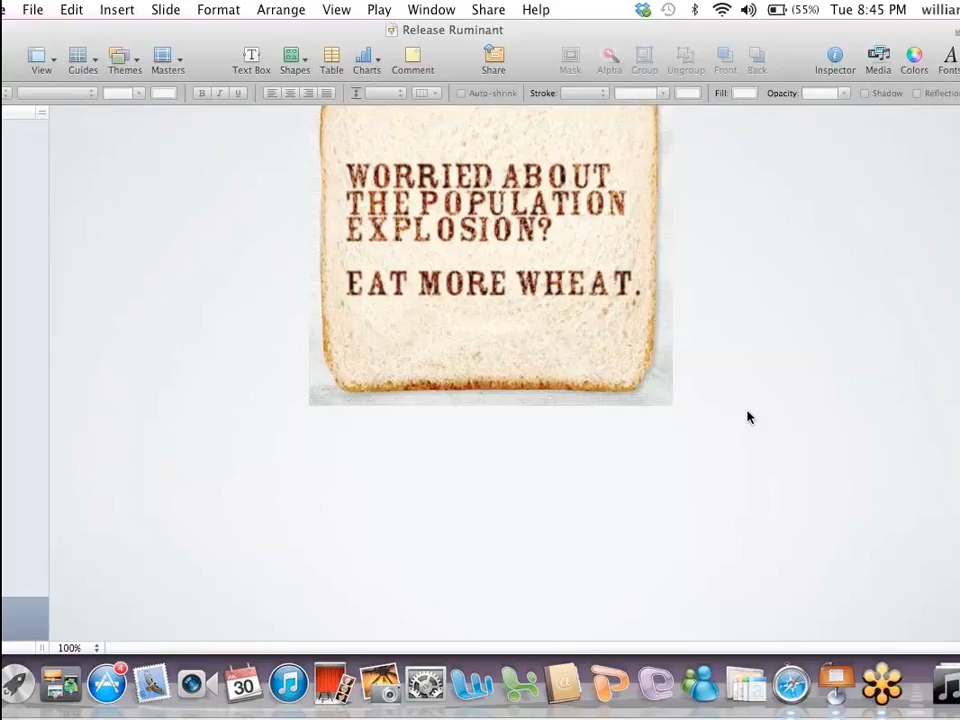 File Edit Insert Slide Format Arrange View Play Window Share Help (55%) Tue 8:45 PM william
Release Ruminant
View Guides Themes Masters Text Box Shapes Table Charts Comment Share Mask Alpha Group Ungroup Front Back Inspector Media Colors Fonts
B I U Auto-shrink Stroke: Fill: Opacity: Shadow Reflectio
WORRIED ABOUT
THE POPULATION
EXPLOSION?
EAT MORE WHEAT.
100%
4
30